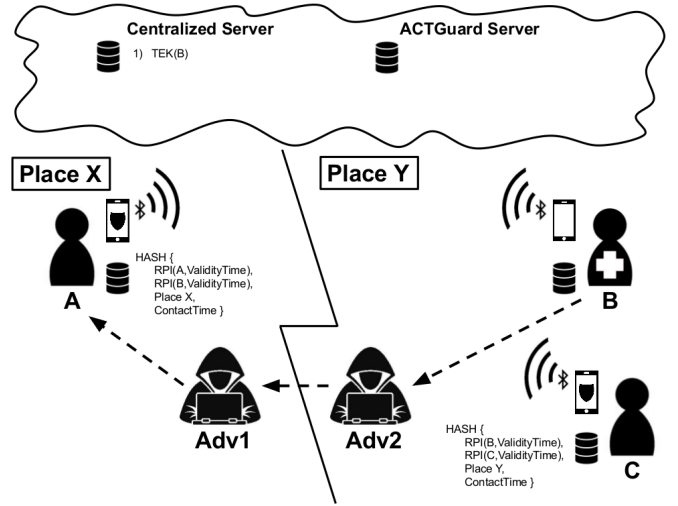 Centralized Server
1) TEK(B)
ACTGuard Server
Place X
Place Y
HASH {
RPI(A,ValidityTime),
RPI(B,ValidityTime),
Place X,
ContactTime }
A
B
Adv1
Adv2
HASH {
RPI(B,ValidityTime),
RPI(C,ValidityTime),
Place Y,
ContactTime }
C